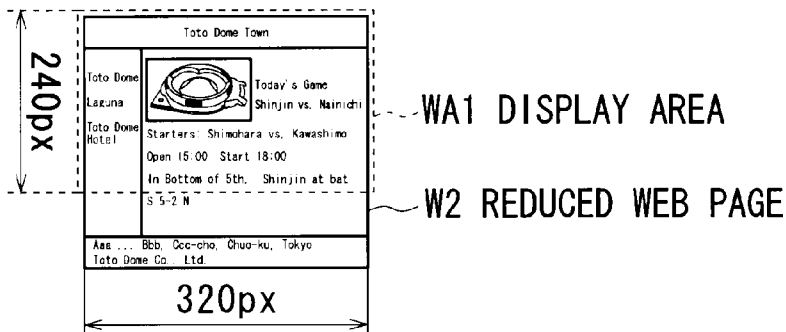 Toto Dome Town
240px
Toto Dome
Laguna
Toto Dome
Hotel
Today's Game
Shinjin vs. Nainichi
Starters: Shimohara vs. Kawashimo
Open 15:00 Start 18:00
In Bottom of 5th, Shinjin at bat
S 5-2 N
Aaa ... Bbb, Ccc-cho, Chuo-ku, Tokyo
Toto Dome Co., Ltd.
320px
WA1 DISPLAY AREA
W2 REDUCED WEB PAGE